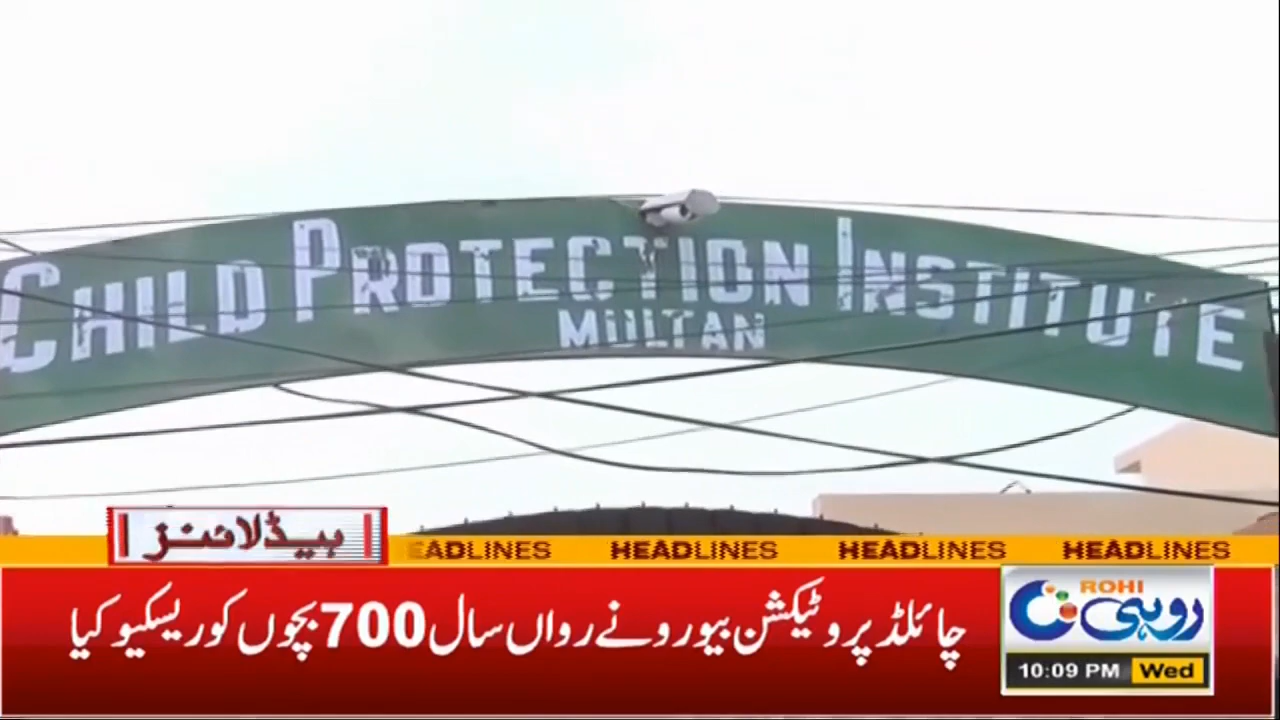 CHILD PROTECTION INSTITUTE
MULTAN
ہیڈلائنز
EADLINES HEADLINES HEADLINES HEADLINES
چائلڈ پروٹیکشن بیورو نے رواں سال 700 بچوں کو ریسکیو کیا
ROHI
روہی
10:09 PM Wed